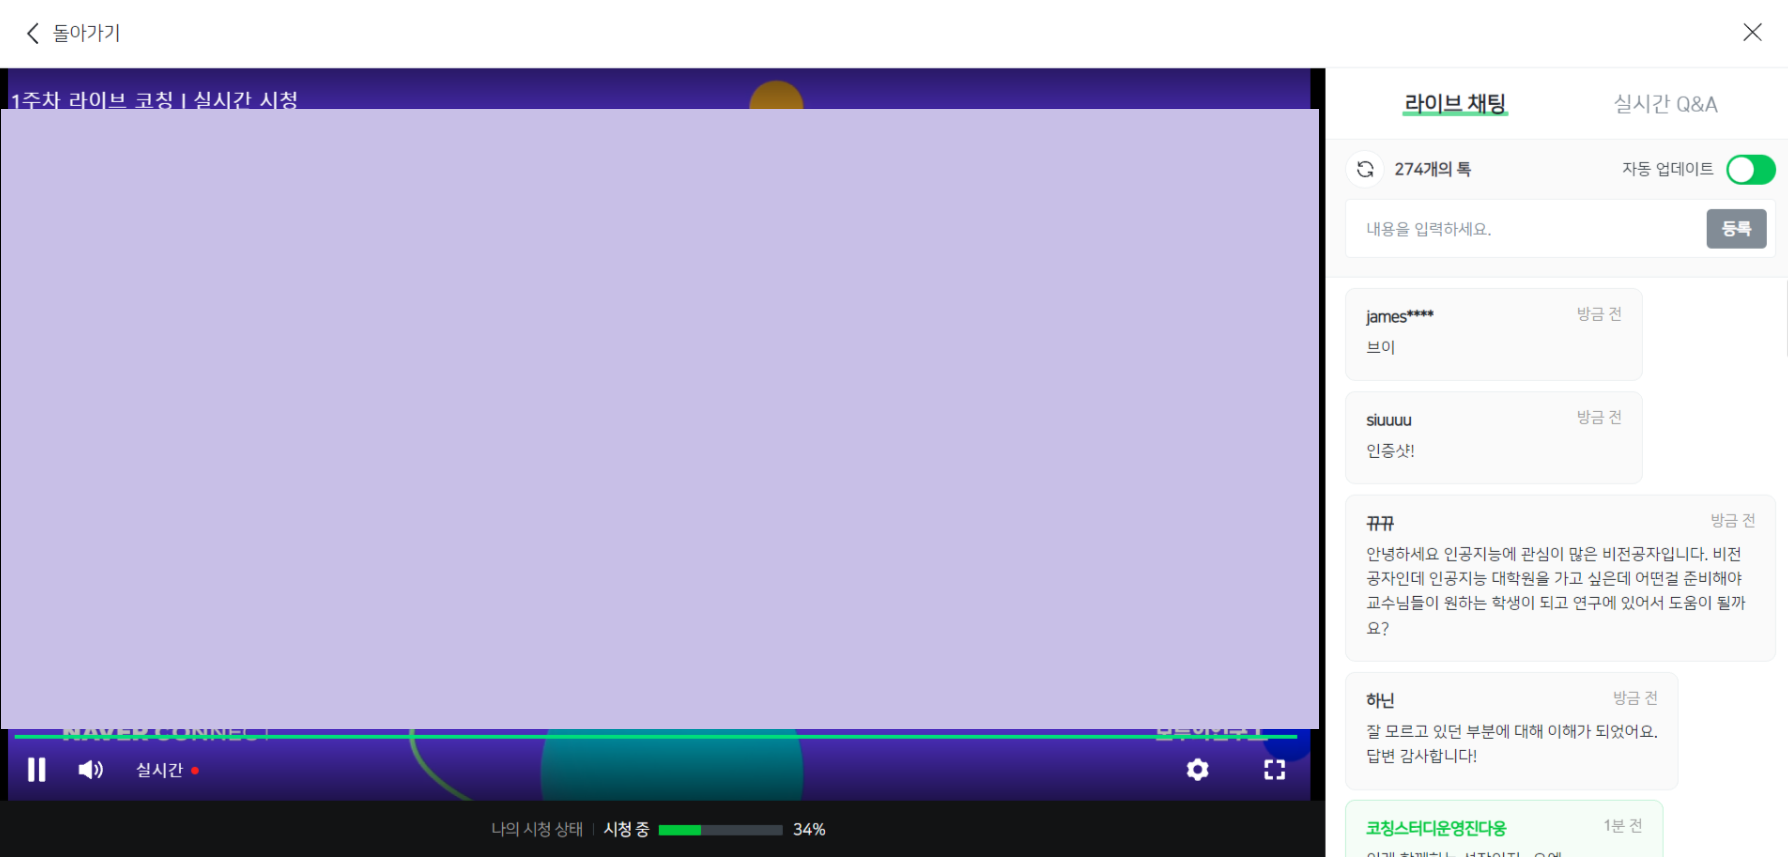 돌아가기
1주차 라이브 코칭 | 실시간 시청
NAVER CONNECT
실시간
나의 시청 상태 | 시청 중 34%
라이브 채팅 실시간 Q&A
274개의 톡 자동 업데이트
내용을 입력하세요. 등록
james**** 방금 전
브이
siuuuu 방금 전
인증샷!
뀨뀨 방금 전
안녕하세요 인공지능에 관심이 많은 비전공자입니다. 비전
공자인데 인공지능 대학원을 가고 싶은데 어떤걸 준비해야
교수님들이 원하는 학생이 되고 연구에 있어서 도움이 될까
요?
하닌 방금 전
잘 모르고 있던 부분에 대해 이해가 되었어요.
답변 감사합니다!
코칭스터디운영진다웅 1분 전